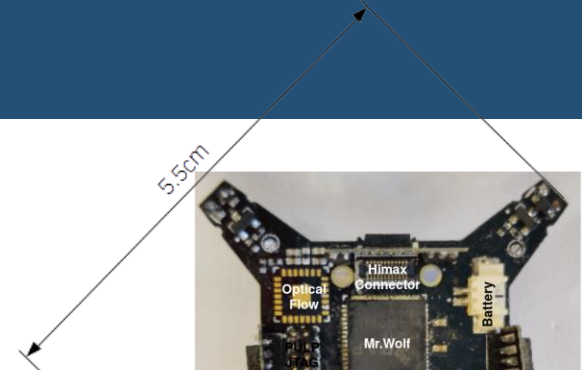 5.5cm
Optical
Flow
Himax
Connector
Battery
Mr.Wolf
PULP
JTAG